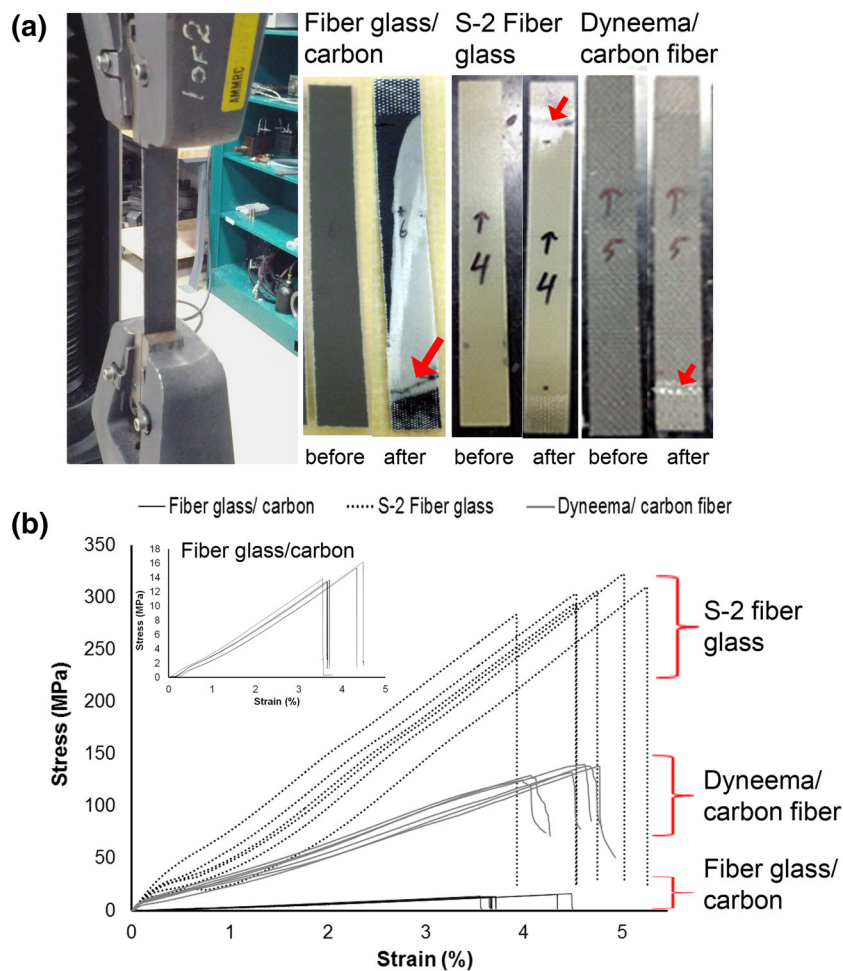 (a)
1 OF 2
AMMRC
Fiber glass/
carbon
S-2 Fiber
glass
Dyneema/
carbon fiber
6
4
4
5
5
before
after
before
after
before
after
Fiber glass/ carbon
S-2 Fiber glass
Dyneema/ carbon fiber
(b)
Fiber glass/carbon
Stress (MPa)
18
16
14
12
10
8
6
4
2
0
0
1
2
3
4
5
Strain (%)
Stress (MPa)
350
300
250
200
150
100
50
0
0
1
2
3
4
5
Strain (%)
S-2 fiber
glass
Dyneema/
carbon fiber
Fiber glass/
carbon